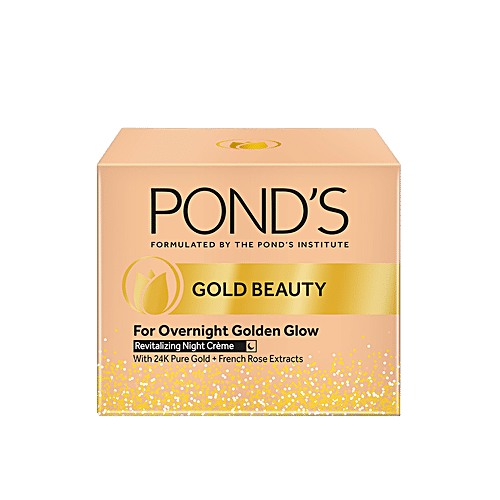 POND'S
FORMULATED BY THE POND'S INSTITUTE
GOLD BEAUTY
For Overnight Golden Glow
Revitalizing Night Crème
With 24K Pure Gold + French Rose Extracts